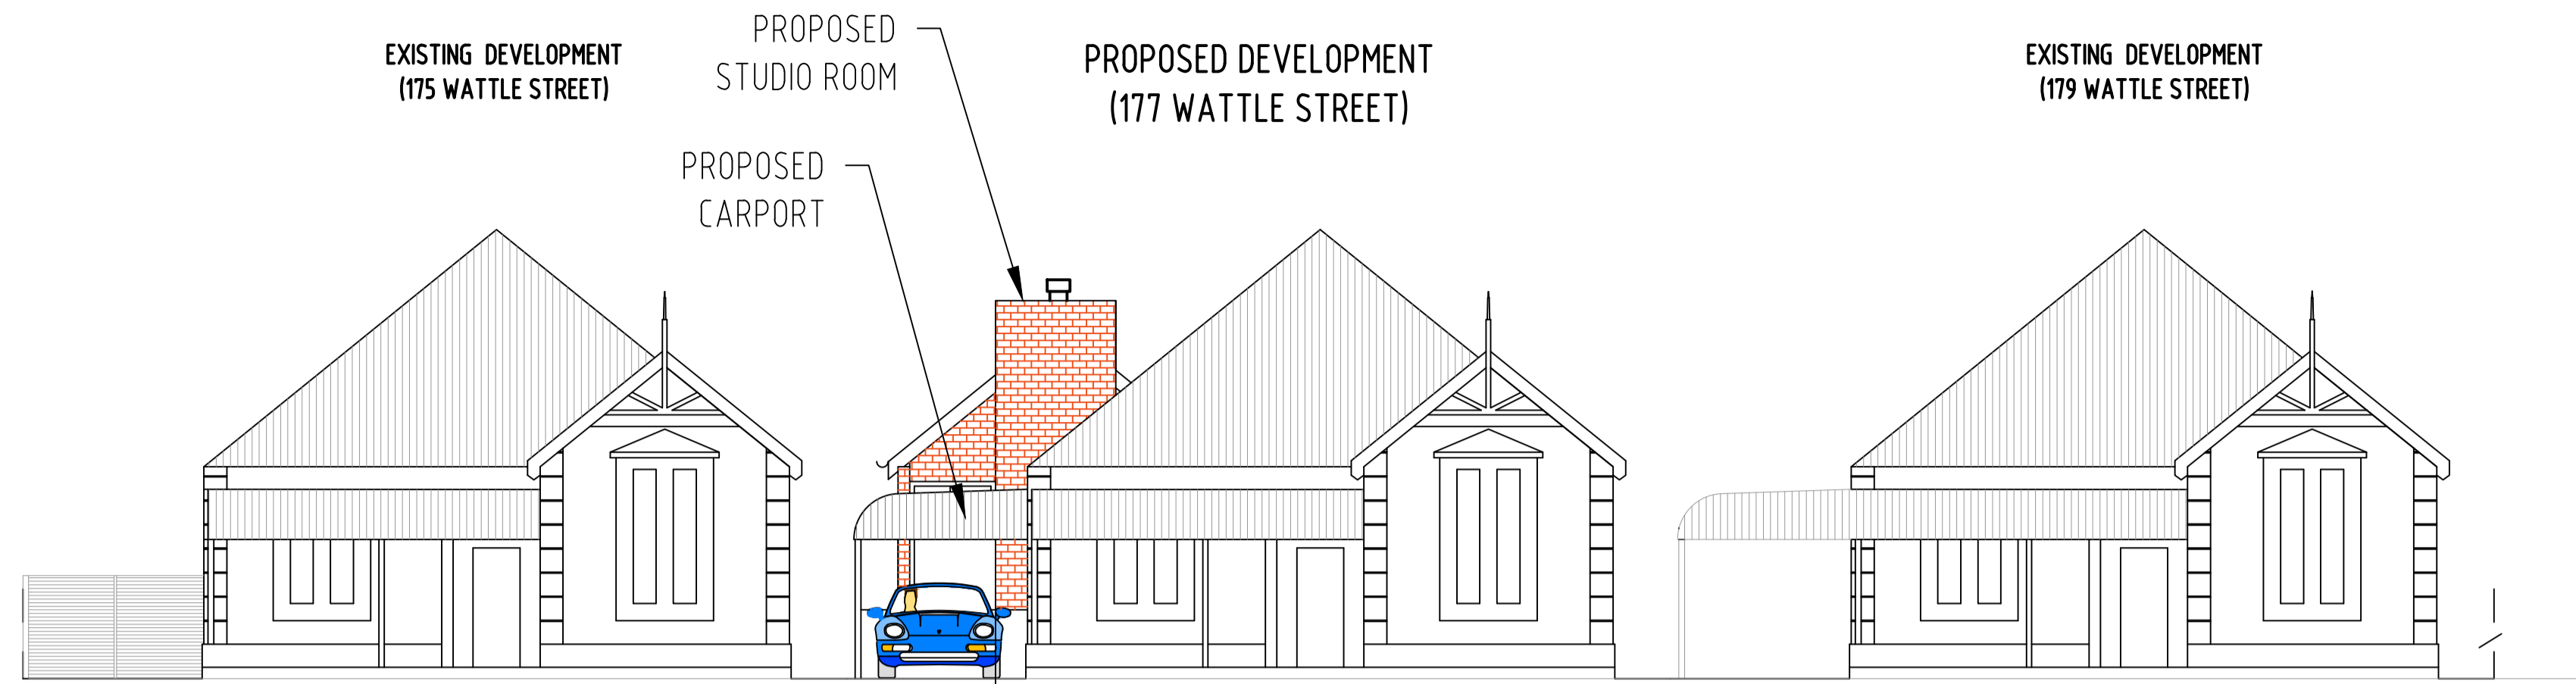 EXISTING DEVELOPMENT
(175 WATTLE STREET)
PROPOSED
STUDIO ROOM
PROPOSED
CARPORT
PROPOSED DEVELOPMENT
(177 WATTLE STREET)
EXISTING DEVELOPMENT
(179 WATTLE STREET)